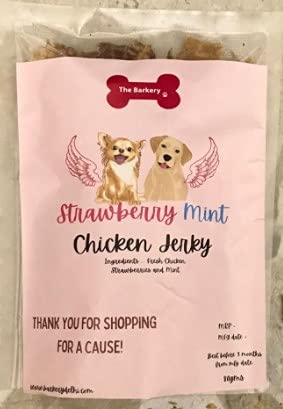 The Barkery
Strawberry Mint
Chicken Jerky
Ingredients - Fresh Chicken
Strawberries and Mint
THANK YOU FOR SHOPPING
FOR A CAUSE!
MRP -
Mfg date -
Best before 3 months
from mfg date
80gms
www.barkerydelhi.com